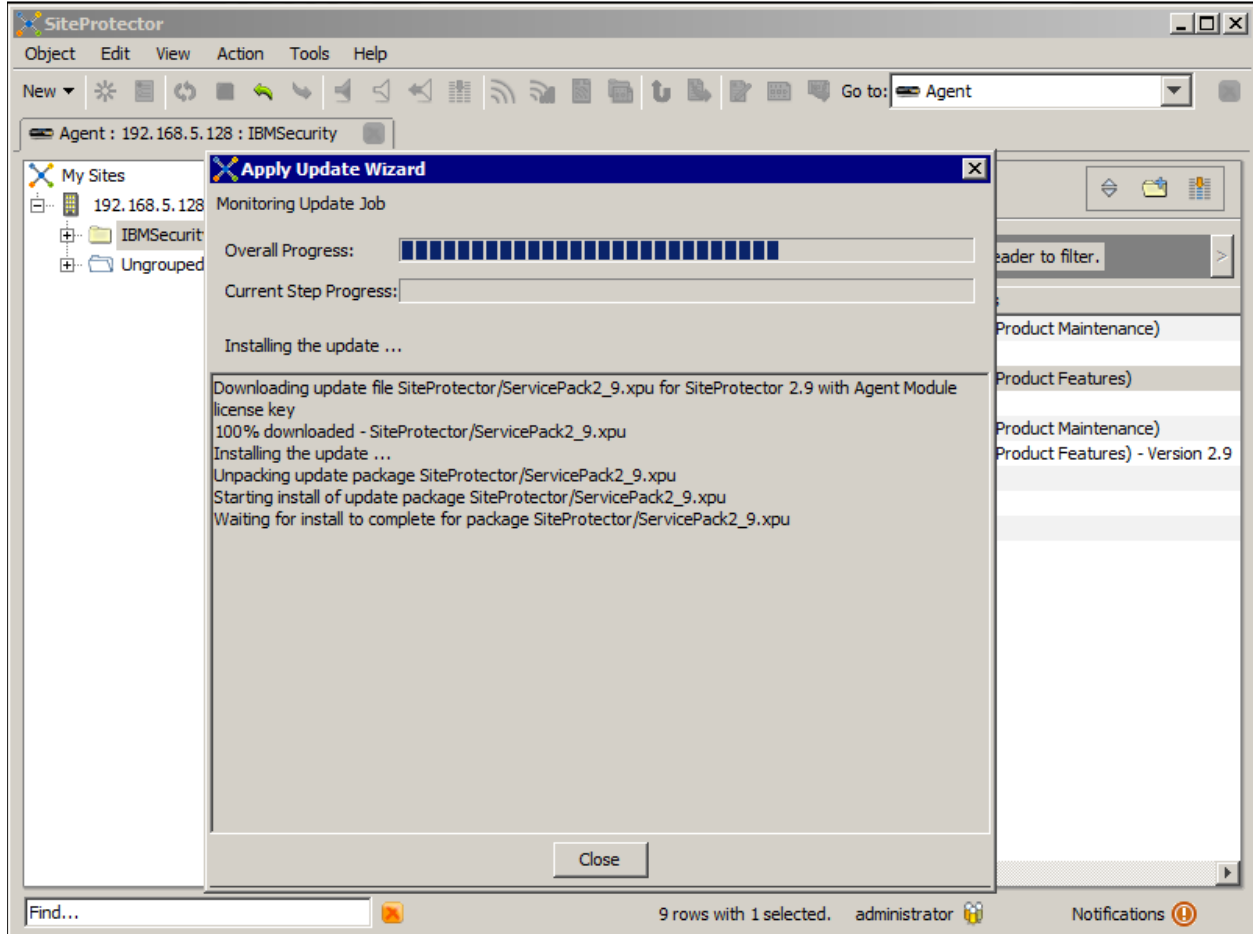 SiteProtector
Object Edit View Action Tools Help
New Go to: Agent
Agent : 192.168.5.128 : IBMSecurity
My Sites
192.168.5.128
IBMSecurit
Ungrouped
Apply Update Wizard
Monitoring Update Job
Overall Progress:
Current Step Progress:
Installing the update ...
Downloading update file SiteProtector/ServicePack2_9.xpu for SiteProtector 2.9 with Agent Module
license key
100% downloaded - SiteProtector/ServicePack2_9.xpu
Installing the update ...
Unpacking update package SiteProtector/ServicePack2_9.xpu
Starting install of update package SiteProtector/ServicePack2_9.xpu
Waiting for install to complete for package SiteProtector/ServicePack2_9.xpu
Close
eader to filter.
Product Maintenance)
Product Features)
Product Maintenance)
Product Features) - Version 2.9
Find... 9 rows with 1 selected. administrator Notifications